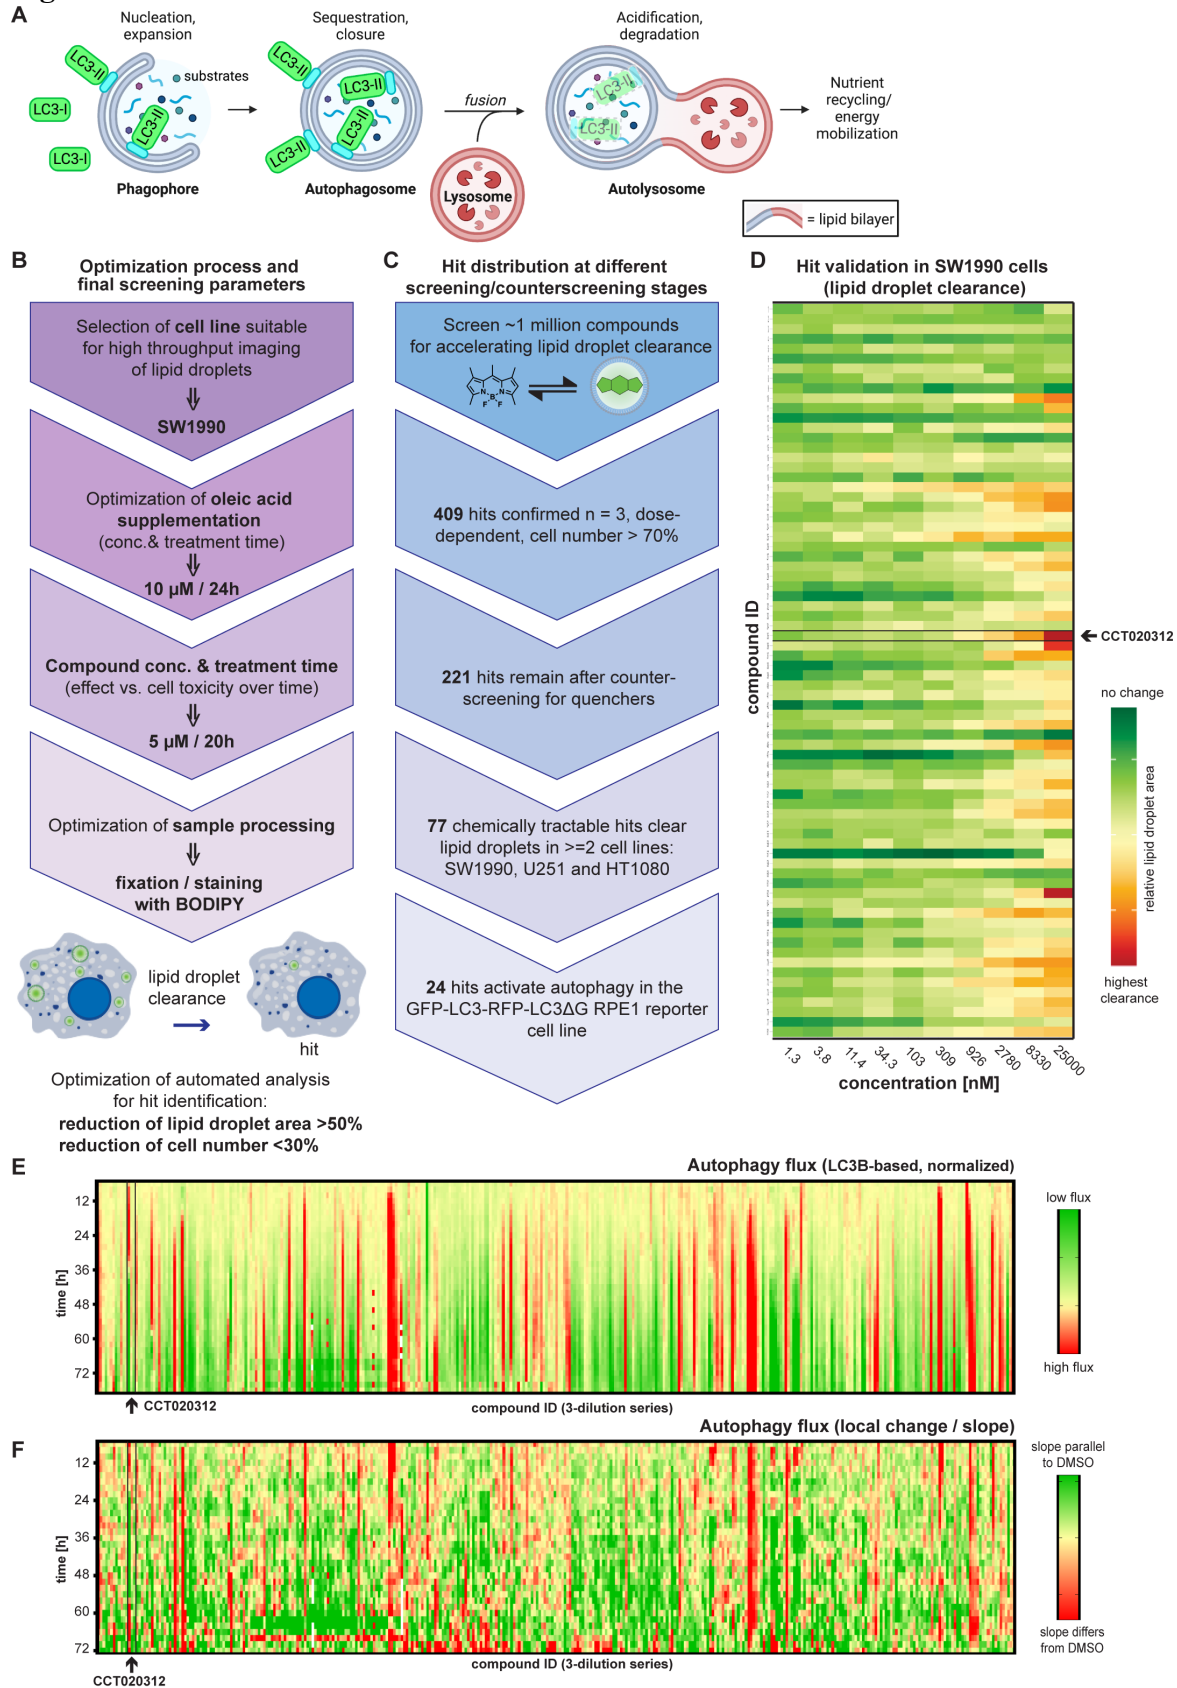 A
Nucleation,
expansion
Sequestration,
closure
Acidification,
degradation
LC3-II
substrates
LC3-I
LC3-II
LC3-I
Phagophore
LC3-II
LC3-II
LC3-II
LC3-II
Autophagosome
fusion
Lysosome
LC3-II
LC3-II
Autolysosome
Nutrient
recycling/
energy
mobilization
= lipid bilayer
B
Optimization process and
final screening parameters
Selection of cell line suitable
for high throughput imaging
of lipid droplets
SW1990
Optimization of oleic acid
supplementation
(conc.& treatment time)
10 µM / 24h
Compound conc. & treatment time
(effect vs. cell toxicity over time)
5 µM / 20h
Optimization of sample processing
fixation / staining
with BODIPY
lipid droplet
clearance
hit
Optimization of automated analysis
for hit identification:
reduction of lipid droplet area >50%
reduction of cell number <30%
C
Hit distribution at different
screening/counterscreening stages
Screen ~1 million compounds
for accelerating lipid droplet clearance
N B N
F F
409 hits confirmed n = 3, dose-
dependent, cell number > 70%
221 hits remain after counter-
screening for quenchers
77 chemically tractable hits clear
lipid droplets in >=2 cell lines:
SW1990, U251 and HT1080
24 hits activate autophagy in the
GFP-LC3-RFP-LC3ΔG RPE1 reporter
cell line
D
Hit validation in SW1990 cells
(lipid droplet clearance)
compound ID
CCT020312
no change
relative lipid droplet area
highest
clearance
1.3 3.8 11.4 34.3 103 309 926 2780 8330 25000
concentration [nM]
E
Autophagy flux (LC3B-based, normalized)
time [h]
12
24
36
48
60
72
low flux
high flux
CCT020312
compound ID (3-dilution series)
F
Autophagy flux (local change / slope)
time [h]
12
24
36
48
60
72
slope parallel
to DMSO
slope differs
from DMSO
compound ID (3-dilution series)
CCT020312